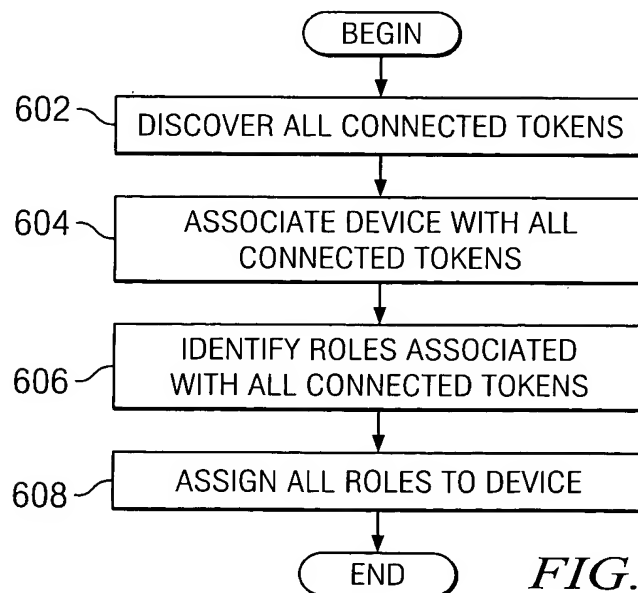 BEGIN
602
DISCOVER ALL CONNECTED TOKENS
604
ASSOCIATE DEVICE WITH ALL
CONNECTED TOKENS
606
IDENTIFY ROLES ASSOCIATED
WITH ALL CONNECTED TOKENS
608
ASSIGN ALL ROLES TO DEVICE
END
FIG.